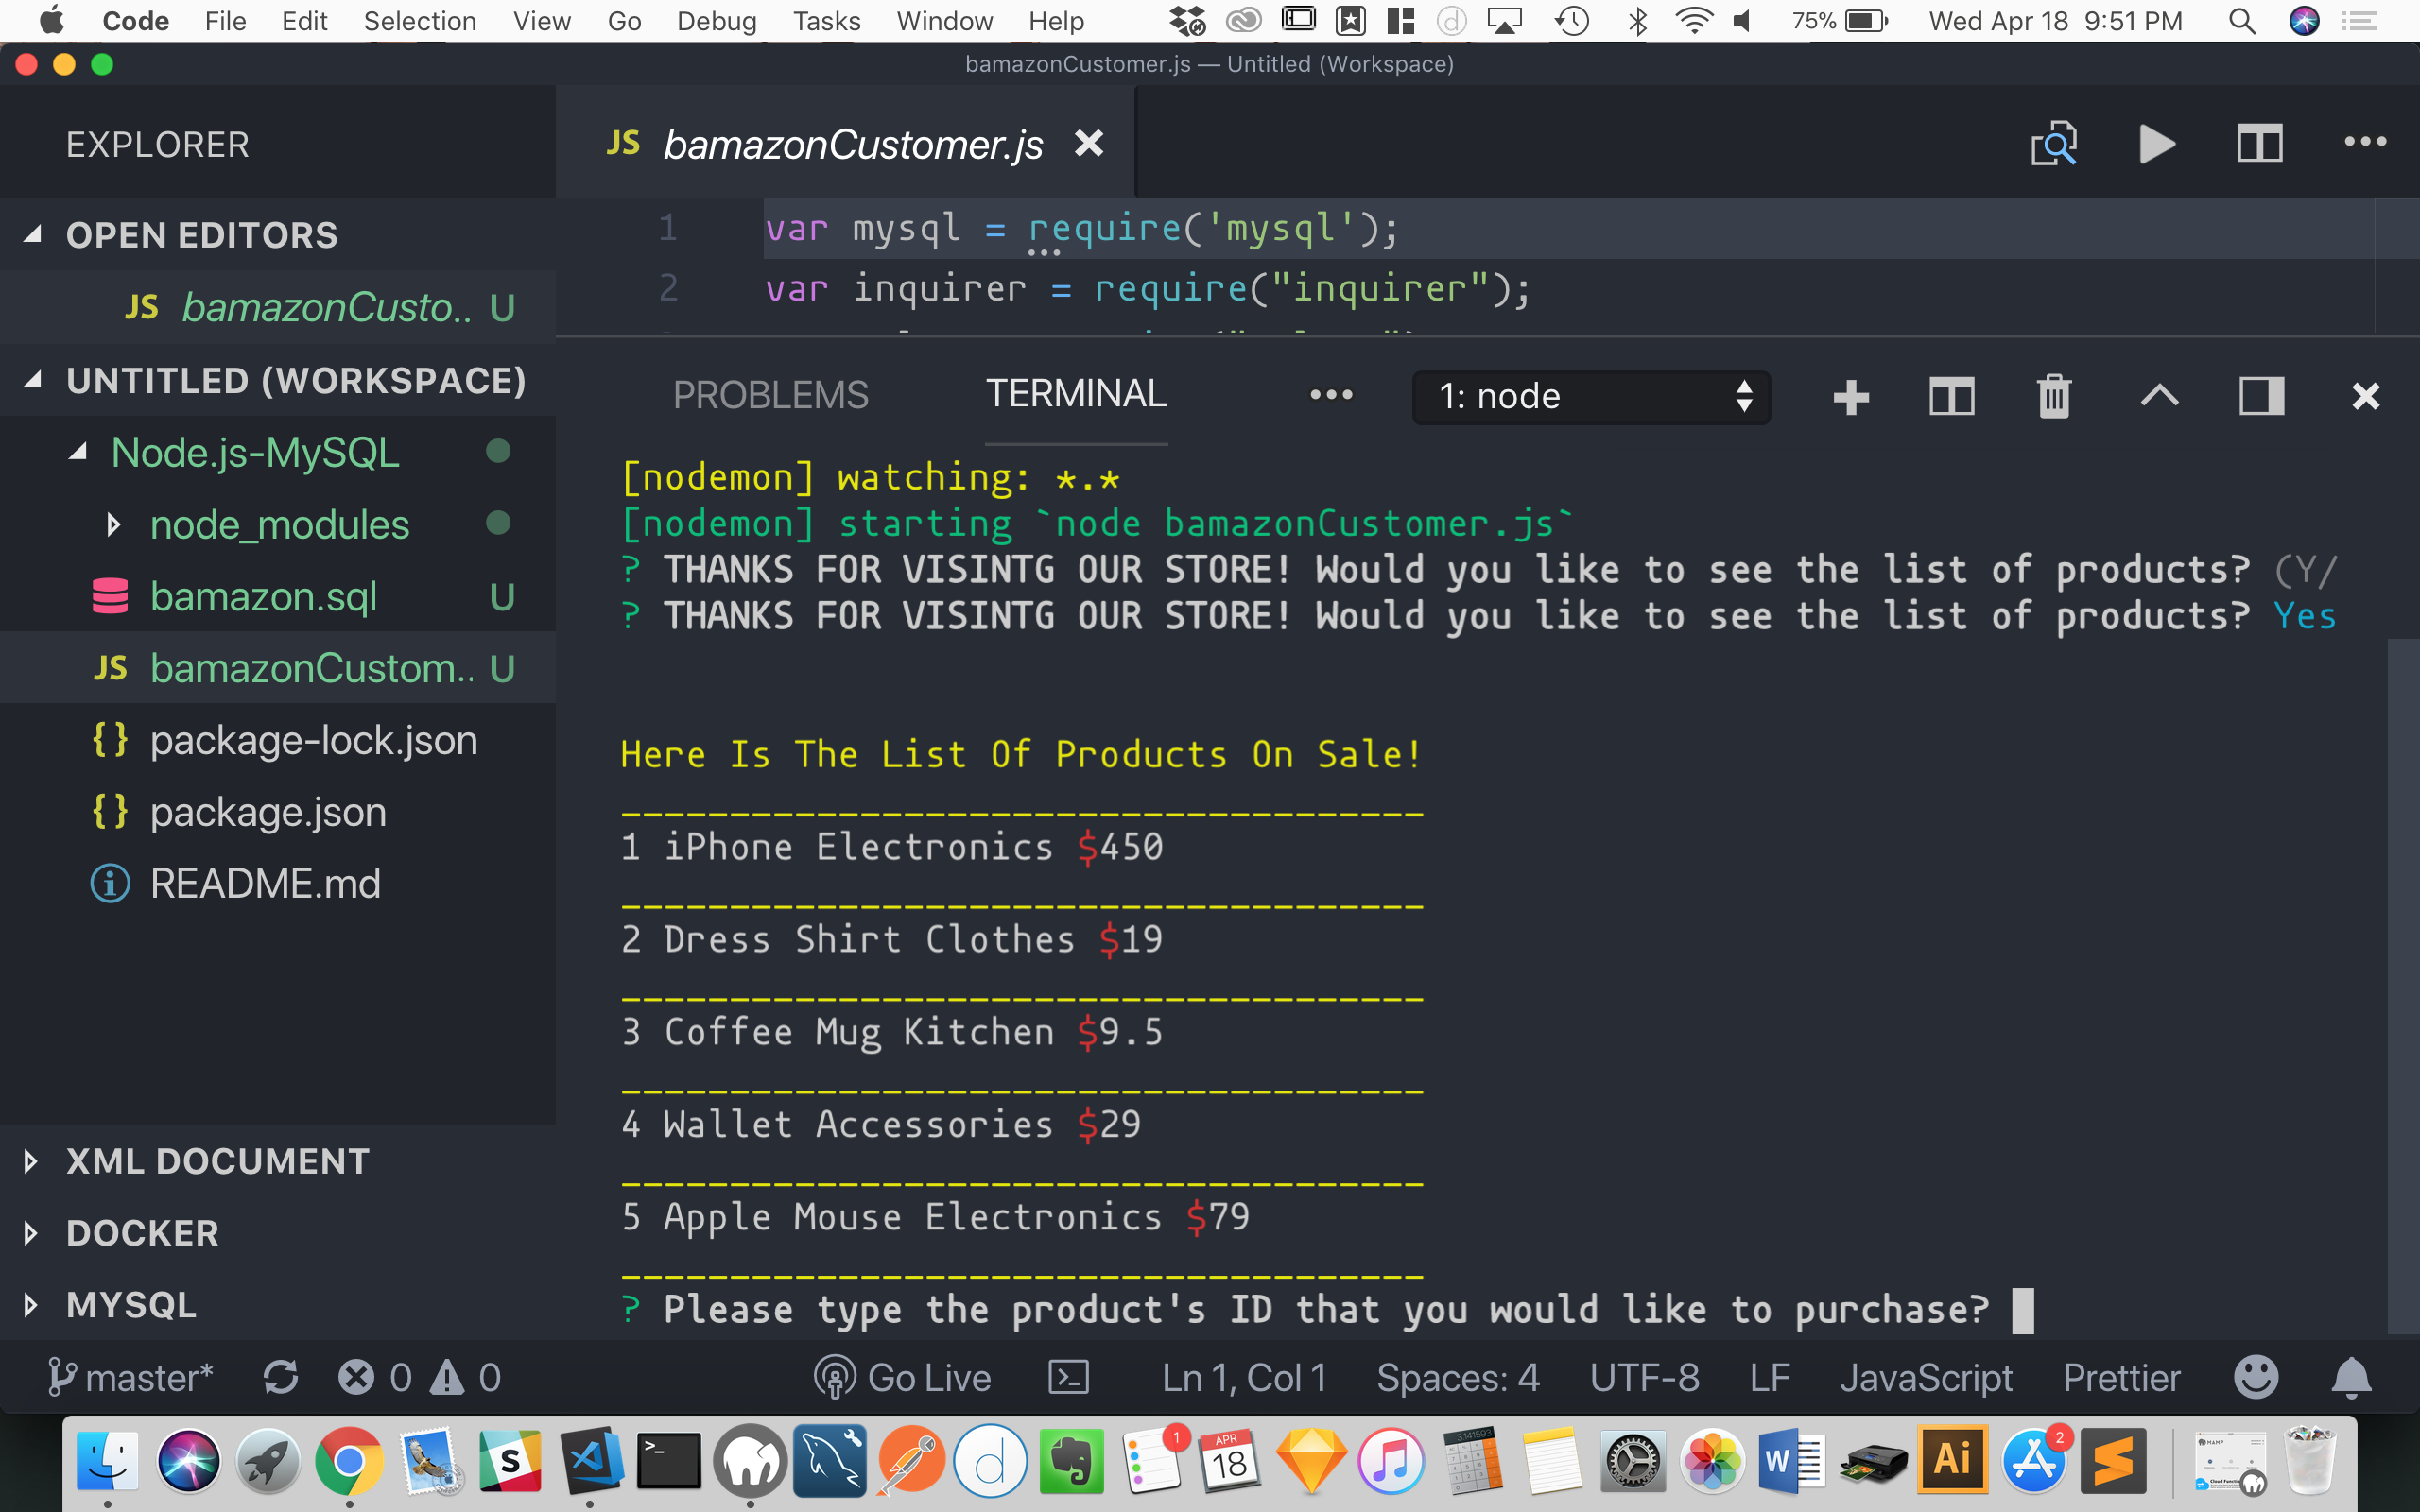 Code File Edit Selection View Go Debug Tasks Window Help 75% Wed Apr 18 9:51 PM
bamazonCustomer.js — Untitled (Workspace)
EXPLORER
OPEN EDITORS
JS bamazonCusto.. U
UNTITLED (WORKSPACE)
Node.js-MySQL
node_modules
bamazon.sql U
JS bamazonCustom.. U
{} package-lock.json
{} package.json
README.md
XML DOCUMENT
DOCKER
MYSQL
JS bamazonCustomer.js
1 var mysql = require('mysql');
2 var inquirer = require("inquirer");
PROBLEMS TERMINAL 1: node
[nodemon] watching: *.*
[nodemon] starting `node bamazonCustomer.js`
? THANKS FOR VISINTG OUR STORE! Would you like to see the list of products? (Y/
? THANKS FOR VISINTG OUR STORE! Would you like to see the list of products? Yes
Here Is The List Of Products On Sale!
_____________________________________
1 iPhone Electronics $450
_____________________________________
2 Dress Shirt Clothes $19
_____________________________________
3 Coffee Mug Kitchen $9.5
_____________________________________
4 Wallet Accessories $29
_____________________________________
5 Apple Mouse Electronics $79
_____________________________________
? Please type the product's ID that you would like to purchase?
master* 0 0 Go Live Ln 1, Col 1 Spaces: 4 UTF-8 LF JavaScript Prettier
S >_ d 1 APR 18 3.141593 W Ai 2 S